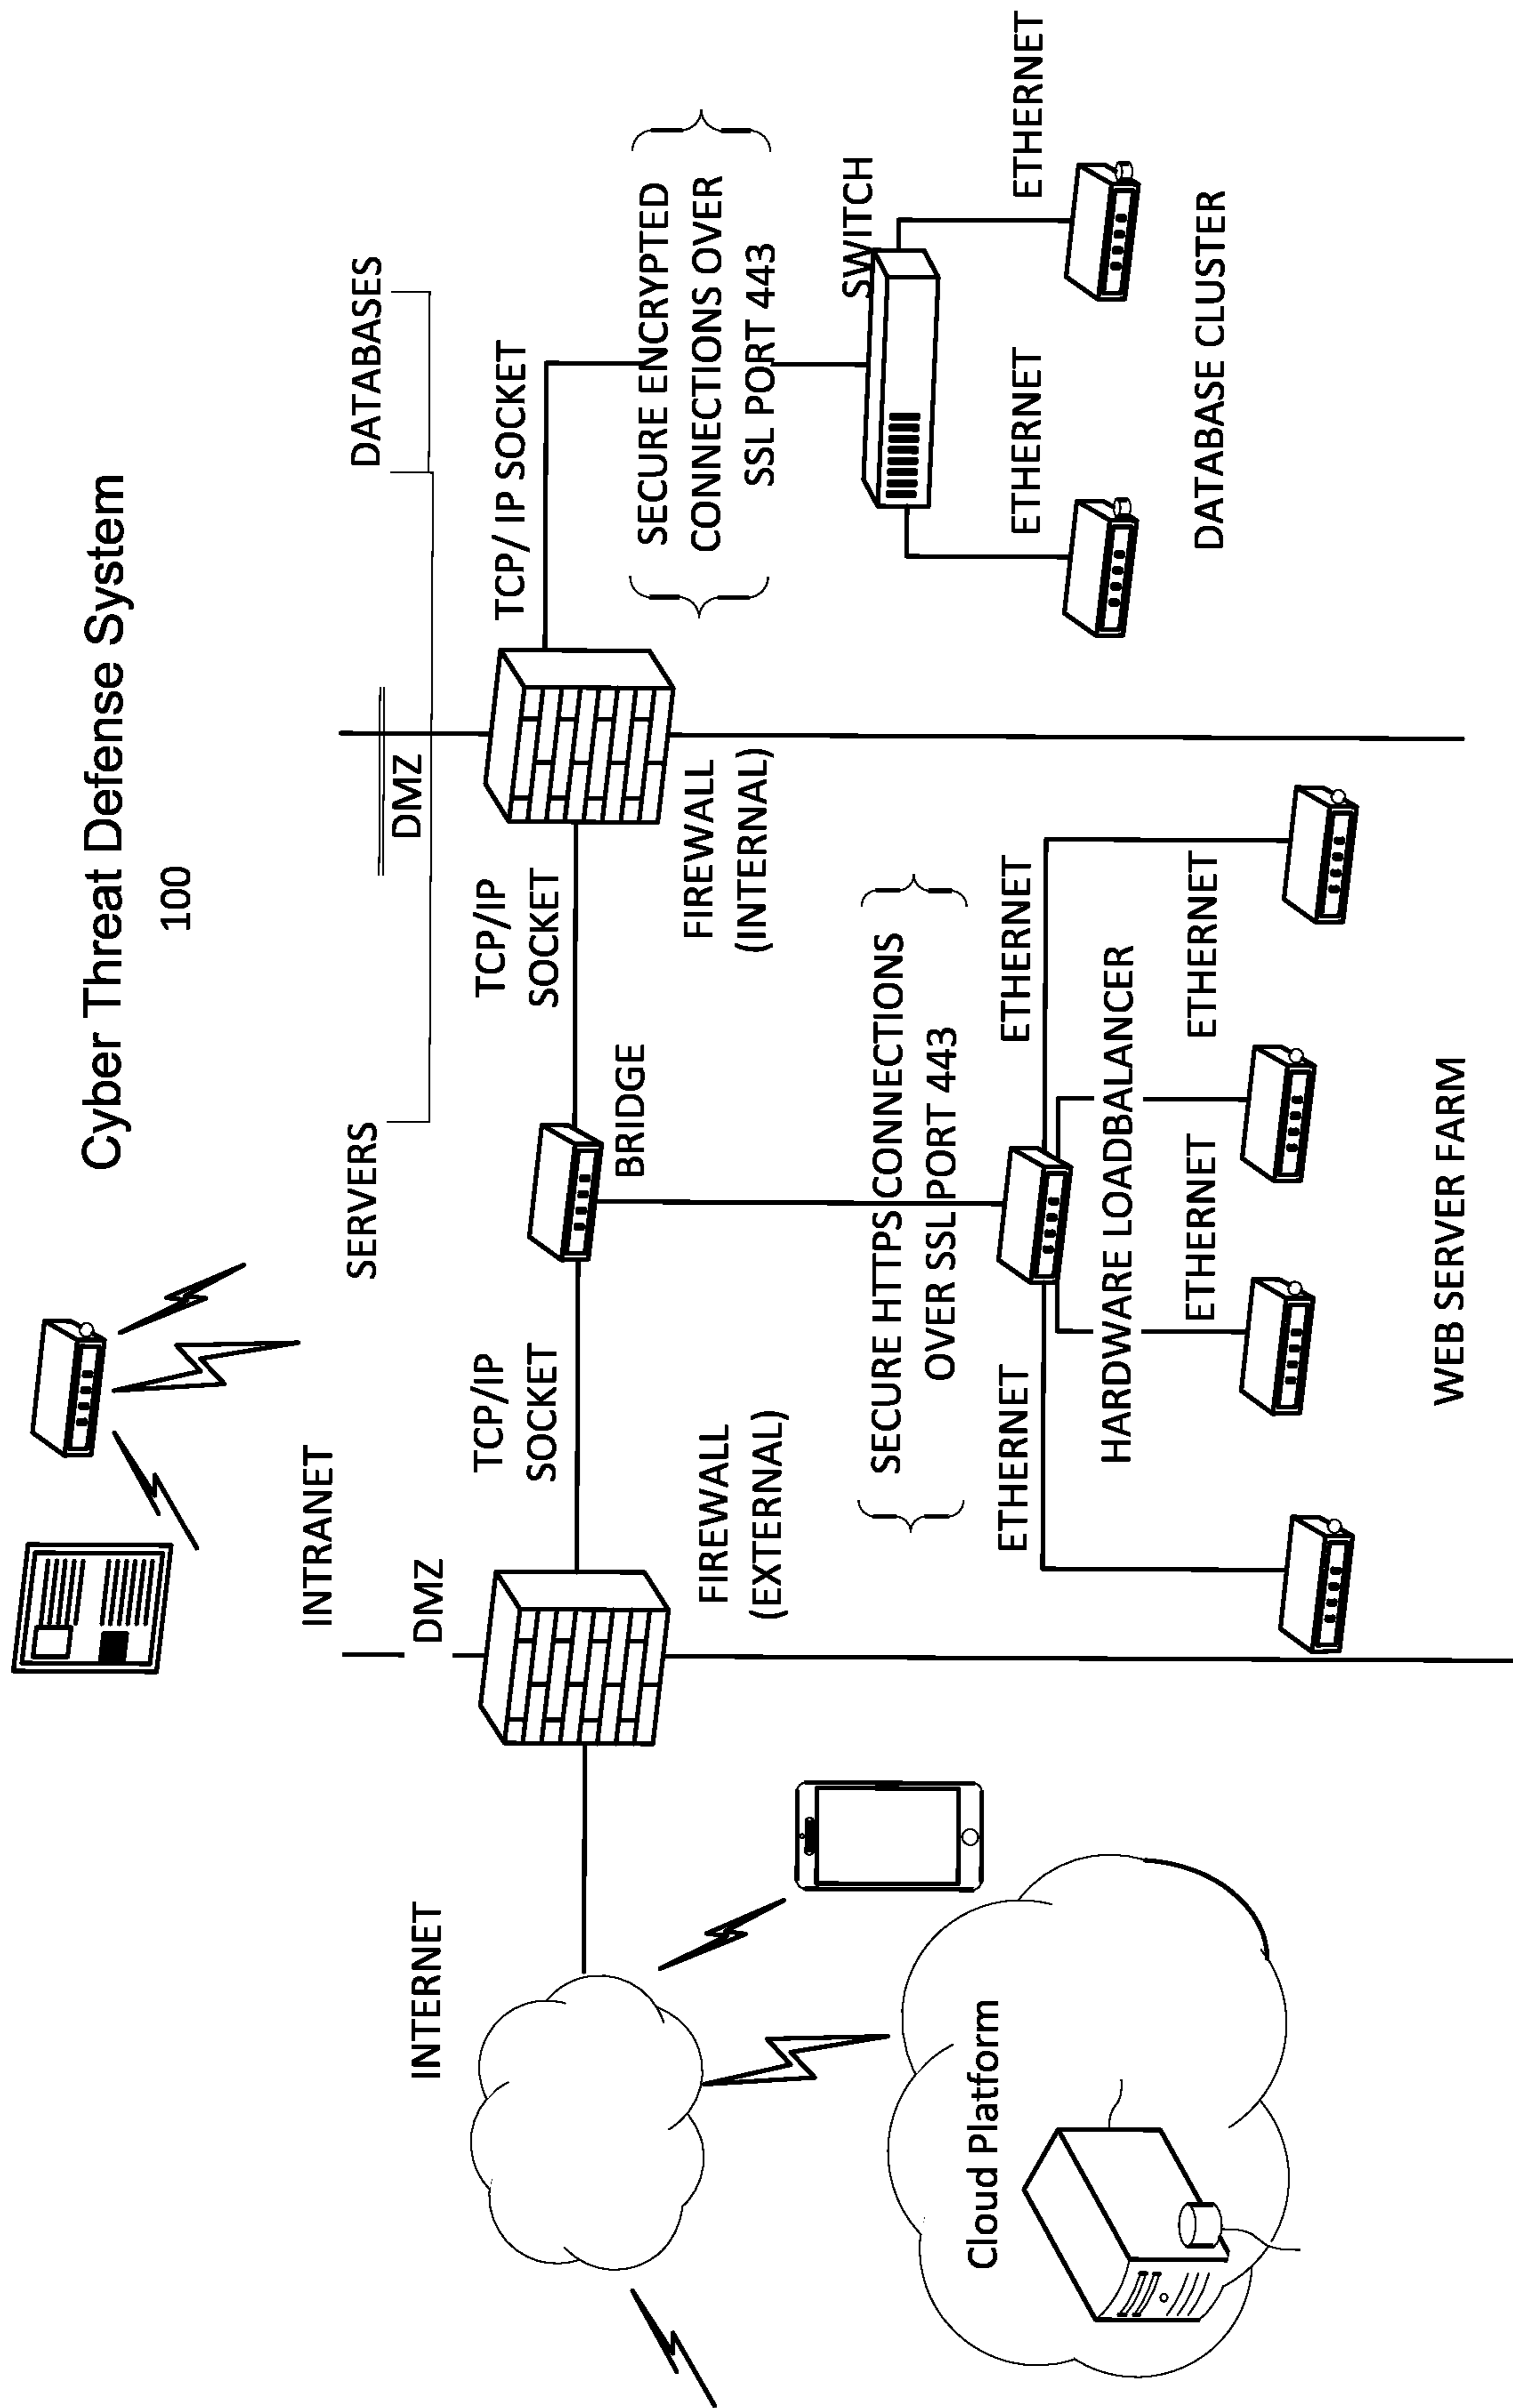 Cyber Threat Defense System
100
INTRANET
SERVERS
DATABASES
INTERNET
DMZ
DMZ
TCP/IP
SOCKET
TCP/IP
SOCKET
TCP/ IP SOCKET
BRIDGE
FIREWALL
(EXTERNAL)
FIREWALL
(INTERNAL)
SECURE ENCRYPTED
CONNECTIONS OVER
SSL PORT 443
SWITCH
SECURE HTTPS CONNECTIONS
OVER SSL PORT 443
Cloud Platform
ETHERNET
ETHERNET
ETHERNET
ETHERNET
HARDWARE LOADBALANCER
ETHERNET
ETHERNET
DATABASE CLUSTER
WEB SERVER FARM